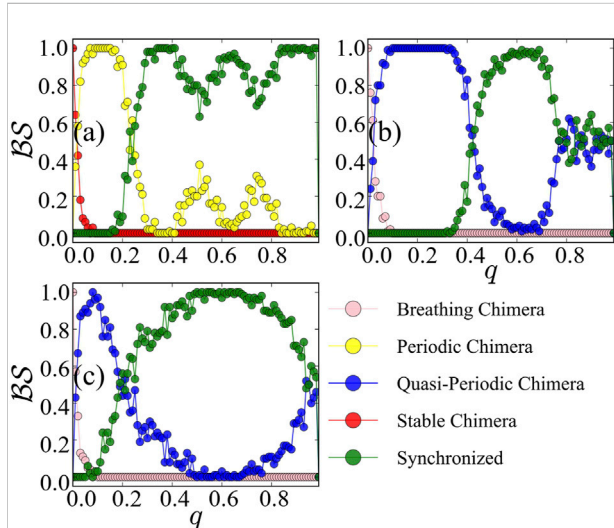 1.0
0.8
0.6
0.4
0.2
0.0
BS
(a)
0.0 0.2 0.4 0.6 0.8
1.0
0.8
0.6
0.4
0.2
0.0
(b)
0.0 0.2 0.4 0.6 0.8
q
1.0
0.8
0.6
0.4
0.2
0.0
BS
(c)
0.0 0.2 0.4 0.6 0.8
q
Breathing Chimera
Periodic Chimera
Quasi-Periodic Chimera
Stable Chimera
Synchronized